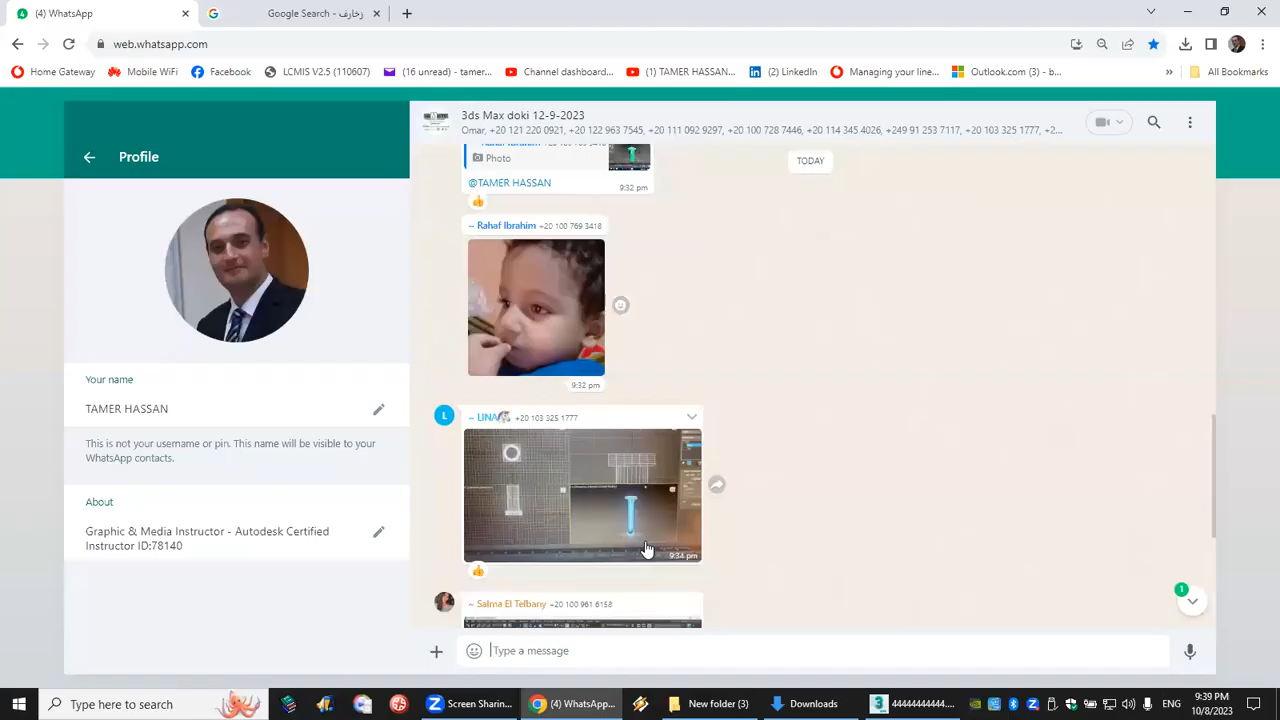 (4) WhatsApp
Google Search - زخارف
web.whatsapp.com
Home Gateway
Mobile WiFi
Facebook
LCMIS V2.5 (110607)
(16 unread) - tamer...
Channel dashboard...
(1) TAMER HASSAN...
(2) LinkedIn
Managing your line...
Outlook.com (3) - b...
»
All Bookmarks
Profile
3ds Max doki 12-9-2023
Omar, +20 121 220 0921, +20 122 963 7545, +20 111 092 9297, +20 100 728 7446, +20 114 345 4026, +249 91 253 7117, +20 103 325 1777, +2...
Photo
TODAY
@TAMER HASSAN
9:32 pm
~ Rahaf Ibrahim +20 100 769 3418
9:32 pm
Your name
TAMER HASSAN
This is not your username or pin. This name will be visible to your
WhatsApp contacts.
About
Graphic & Media Instructor - Autodesk Certified
Instructor ID:78140
L
~ LINA +20 103 325 1777
9:34 pm
~ Salma El Telbany +20 100 961 6158
1
Type a message
Type here to search
Screen Sharin...
(4) WhatsApp...
New folder (3)
Downloads
44444444444...
ENG
9:39 PM
10/8/2023